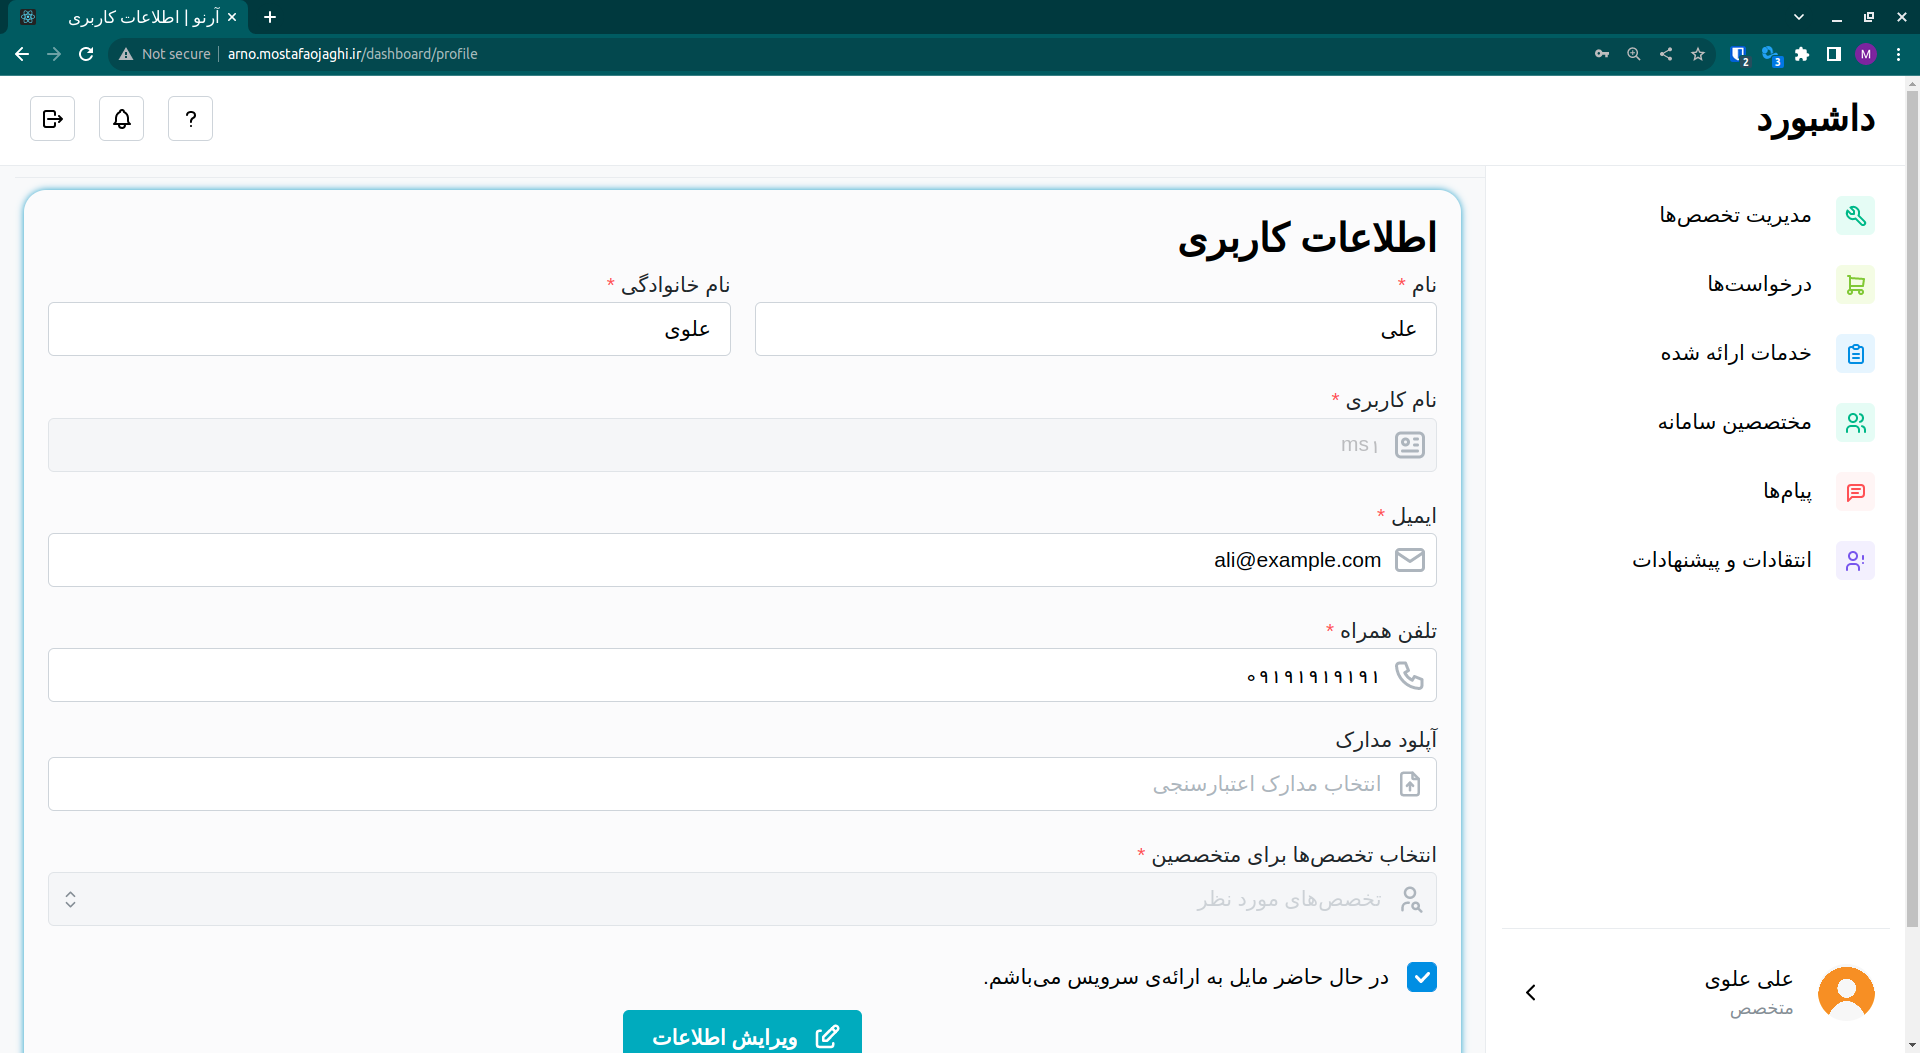 آرنو | اطلاعات کاربری
Not secure
arno.mostafaojaghi.ir/dashboard/profile
2
3
M
داشبورد
?
مدیریت تخصص‌ها
درخواست‌ها
خدمات ارائه شده
مختصصین سامانه
پیام‌ها
انتقادات و پیشنهادات
علی علوی
متخصص
اطلاعات کاربری
نام *
علی
نام خانوادگی *
علوی
نام کاربری *
ms۱
ایمیل *
ali@example.com
تلفن همراه *
۰۹۱۹۱۹۱۹۱۹۱
آپلود مدارک
انتخاب مدارک اعتبارسنجی
انتخاب تخصص‌ها برای متخصصین *
تخصص‌های مورد نظر
در حال حاضر مایل به ارائه‌ی سرویس می‌باشم.
ویرایش اطلاعات